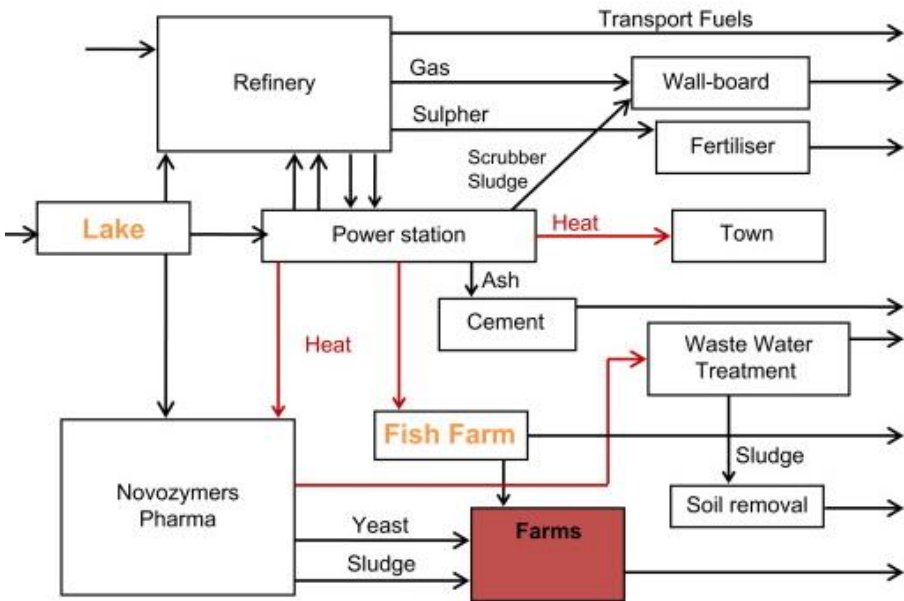 Transport Fuels
Refinery
Gas
Wall-board
Sulpher
Fertiliser
Scrubber
Sludge
Lake
Power station
Heat
Town
Ash
Cement
Heat
Waste Water
Treatment
Fish Farm
Sludge
Novozymers
Pharma
Soil removal
Yeast
Farms
Sludge